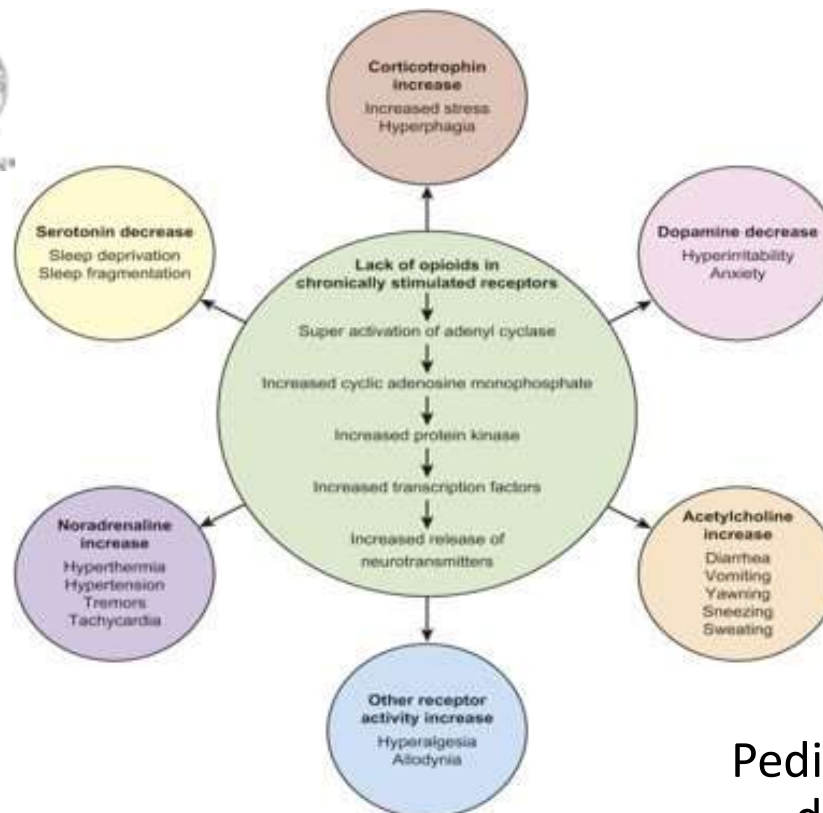 Corticotrophin
increase
Increased stress
Hyperphagia
Serotonin decrease
Sleep deprivation
Sleep fragmentation
Dopamine decrease
Hyperirritability
Anxiety
Lack of opioids in
chronically stimulated receptors
Super activation of adenyl cyclase
Increased cyclic adenosine monophosphate
Increased protein kinase
Increased transcription factors
Increased release of
neurotransmitters
Noradrenaline
increase
Hyperthermia
Hypertension
Tremors
Tachycardia
Acetylcholine
increase
Diarrhea
Vomiting
Yawning
Sneezing
Sweating
Other receptor
activity increase
Hyperalgesia
Allodynia
Pedi